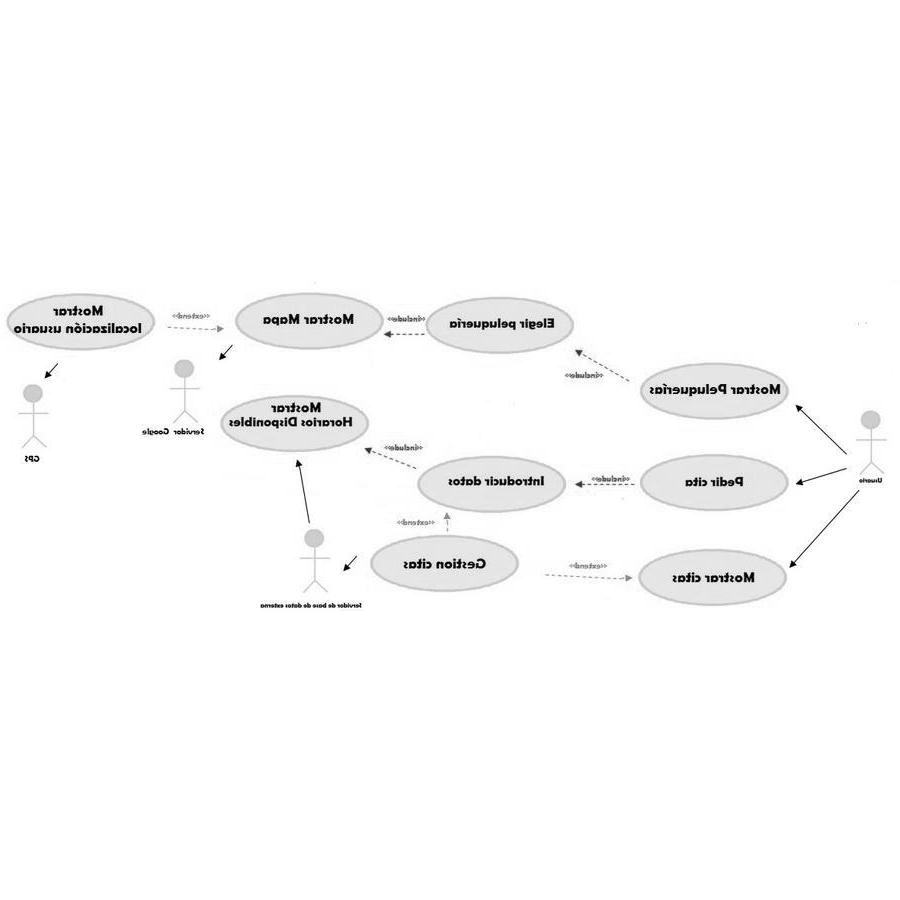 Mostrar
localización usuario
<<extend>>
Mostrar Mapa
<<include>>
Elegir peluquería
<<include>>
Mostrar Peluquerías
GPS
Servidor Google
Mostrar
Horarios Disponibles
<<include>>
Introducir datos
<<include>>
Pedir cita
Usuario
<<extend>>
Gestion citas
<<extend>>
Mostrar citas
Servidor de base de datos externa